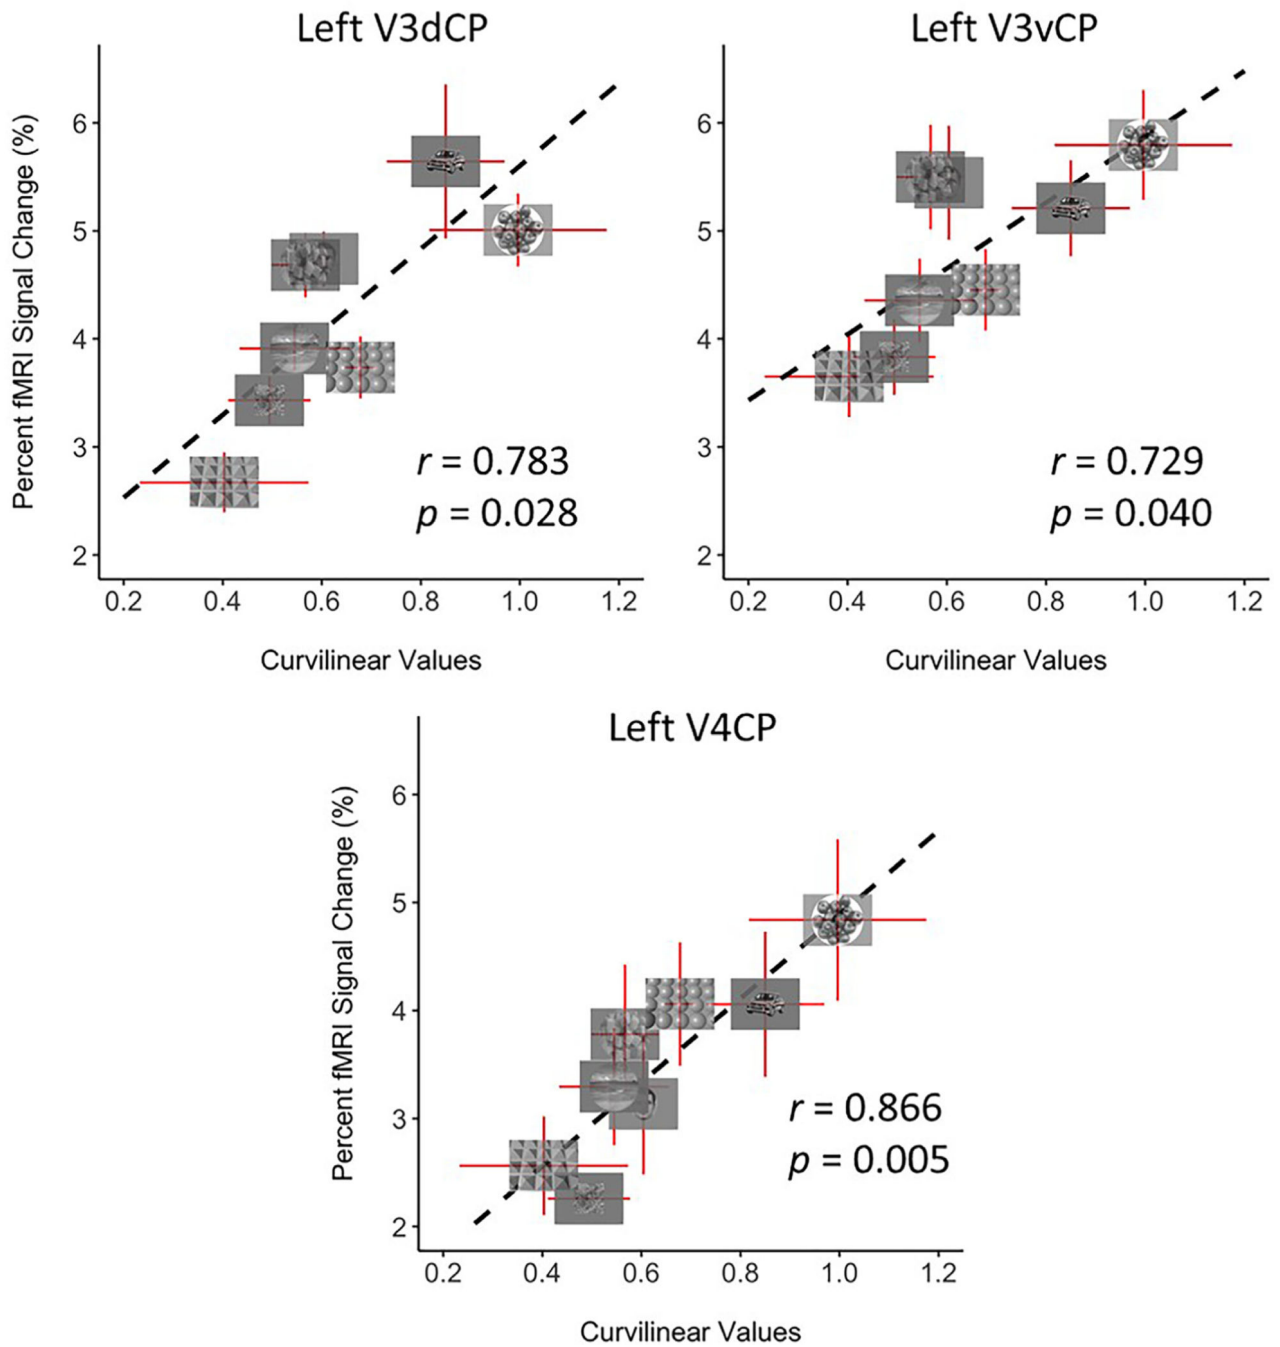 Left V3dCP
Percent fMRI Signal Change (%)
6
5
4
3
2
r = 0.783
p = 0.028
0.2 0.4 0.6 0.8 1.0 1.2
Curvilinear Values
Left V3vCP
6
5
4
3
2
r = 0.729
p = 0.040
0.2 0.4 0.6 0.8 1.0 1.2
Curvilinear Values
Left V4CP
Percent fMRI Signal Change (%)
6
5
4
3
2
r = 0.866
p = 0.005
0.2 0.4 0.6 0.8 1.0 1.2
Curvilinear Values